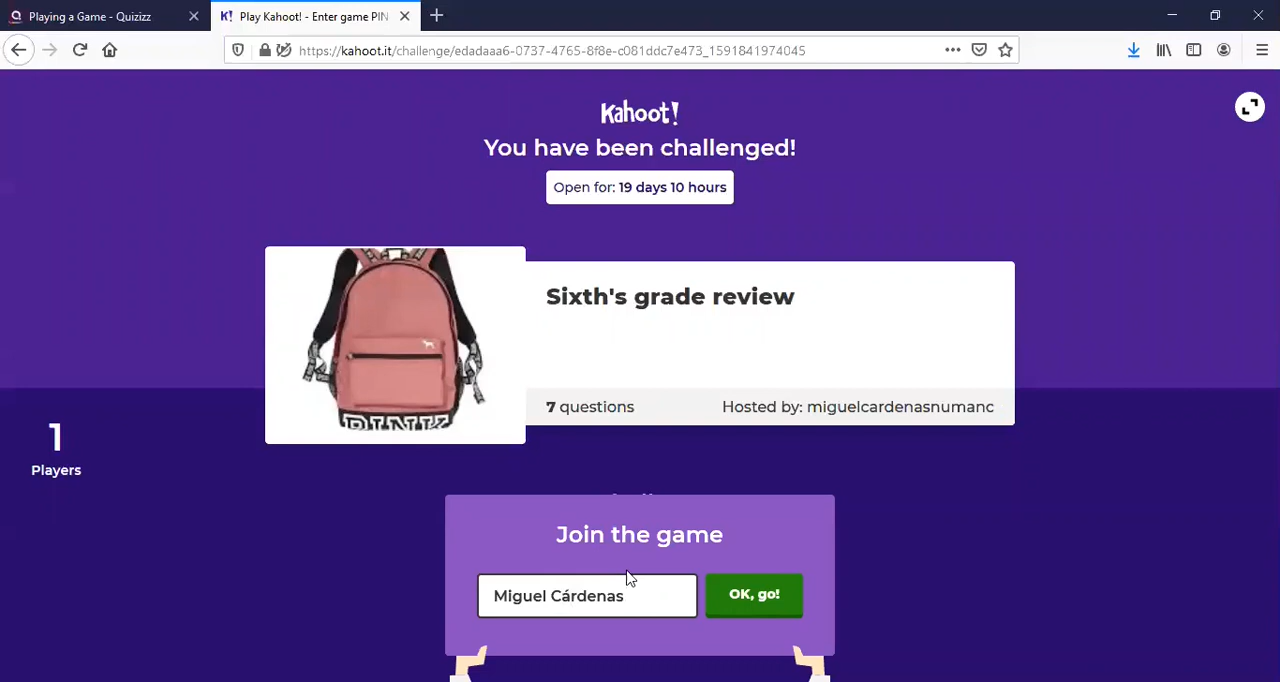 Playing a Game - Quizizz
K! Play Kahoot! - Enter game PIN
https://kahoot.it/challenge/edadaaa6-0737-4765-8f8e-c081ddc7e473_1591841974045
Kahoot!
You have been challenged!
Open for: 19 days 10 hours
Sixth's grade review
PINK
7 questions
Hosted by: miguelcardenasnumanc
1
Players
Join the game
Miguel Cárdenas
OK, go!